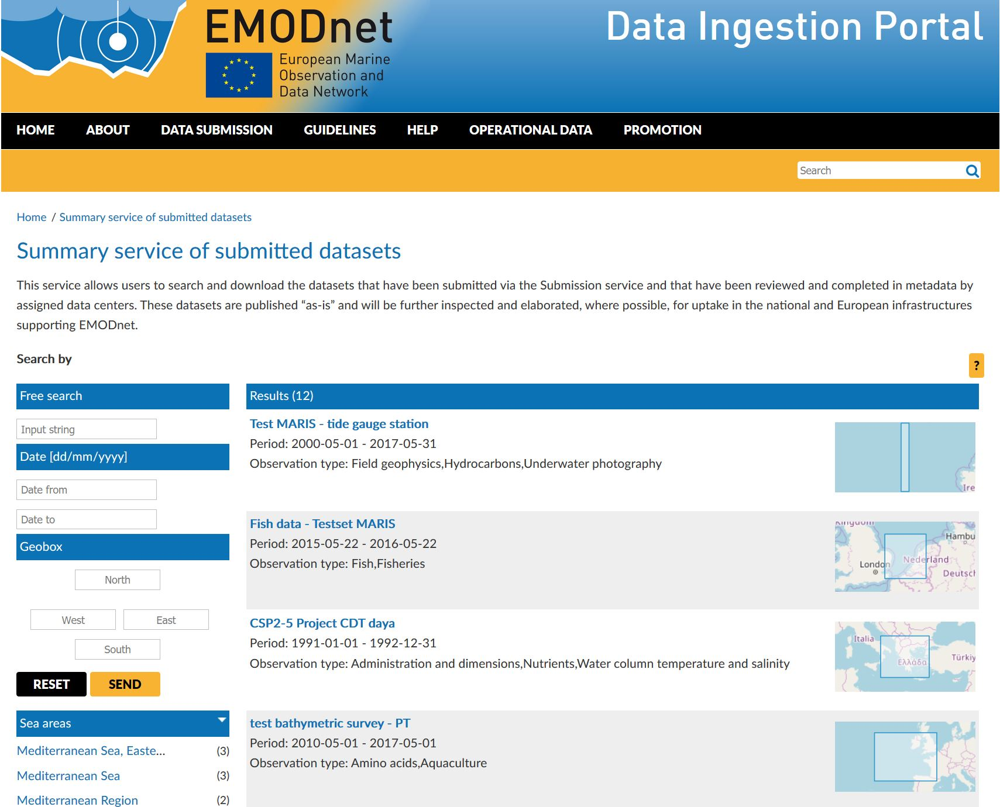 EMODnet
European Marine
Observation and
Data Network
Data Ingestion Portal
HOME ABOUT DATA SUBMISSION GUIDELINES HELP OPERATIONAL DATA PROMOTION
Search
Home / Summary service of submitted datasets
Summary service of submitted datasets
This service allows users to search and download the datasets that have been submitted via the Submission service and that have been reviewed and completed in metadata by
assigned data centers. These datasets are published “as-is” and will be further inspected and elaborated, where possible, for uptake in the national and European infrastructures
supporting EMODnet.
Search by
?
Free search
Input string
Date [dd/mm/yyyy]
Date from
Date to
Geobox
North
West East
South
RESET SEND
Sea areas
Mediterranean Sea, Easte... (3)
Mediterranean Sea (3)
Mediterranean Region (2)
Results (12)
Test MARIS - tide gauge station
Period: 2000-05-01 - 2017-05-31
Observation type: Field geophysics,Hydrocarbons,Underwater photography
Ire
Fish data - Testset MARIS
Period: 2015-05-22 - 2016-05-22
Observation type: Fish,Fisheries
Kingdom
Hambu
London
Nederland
Deutsch
CSP2-5 Project CDT daya
Period: 1991-01-01 - 1992-12-31
Observation type: Administration and dimensions,Nutrients,Water column temperature and salinity
Italia
Ελλάδα
Türkiy
test bathymetric survey - PT
Period: 2010-05-01 - 2017-05-01
Observation type: Amino acids,Aquaculture